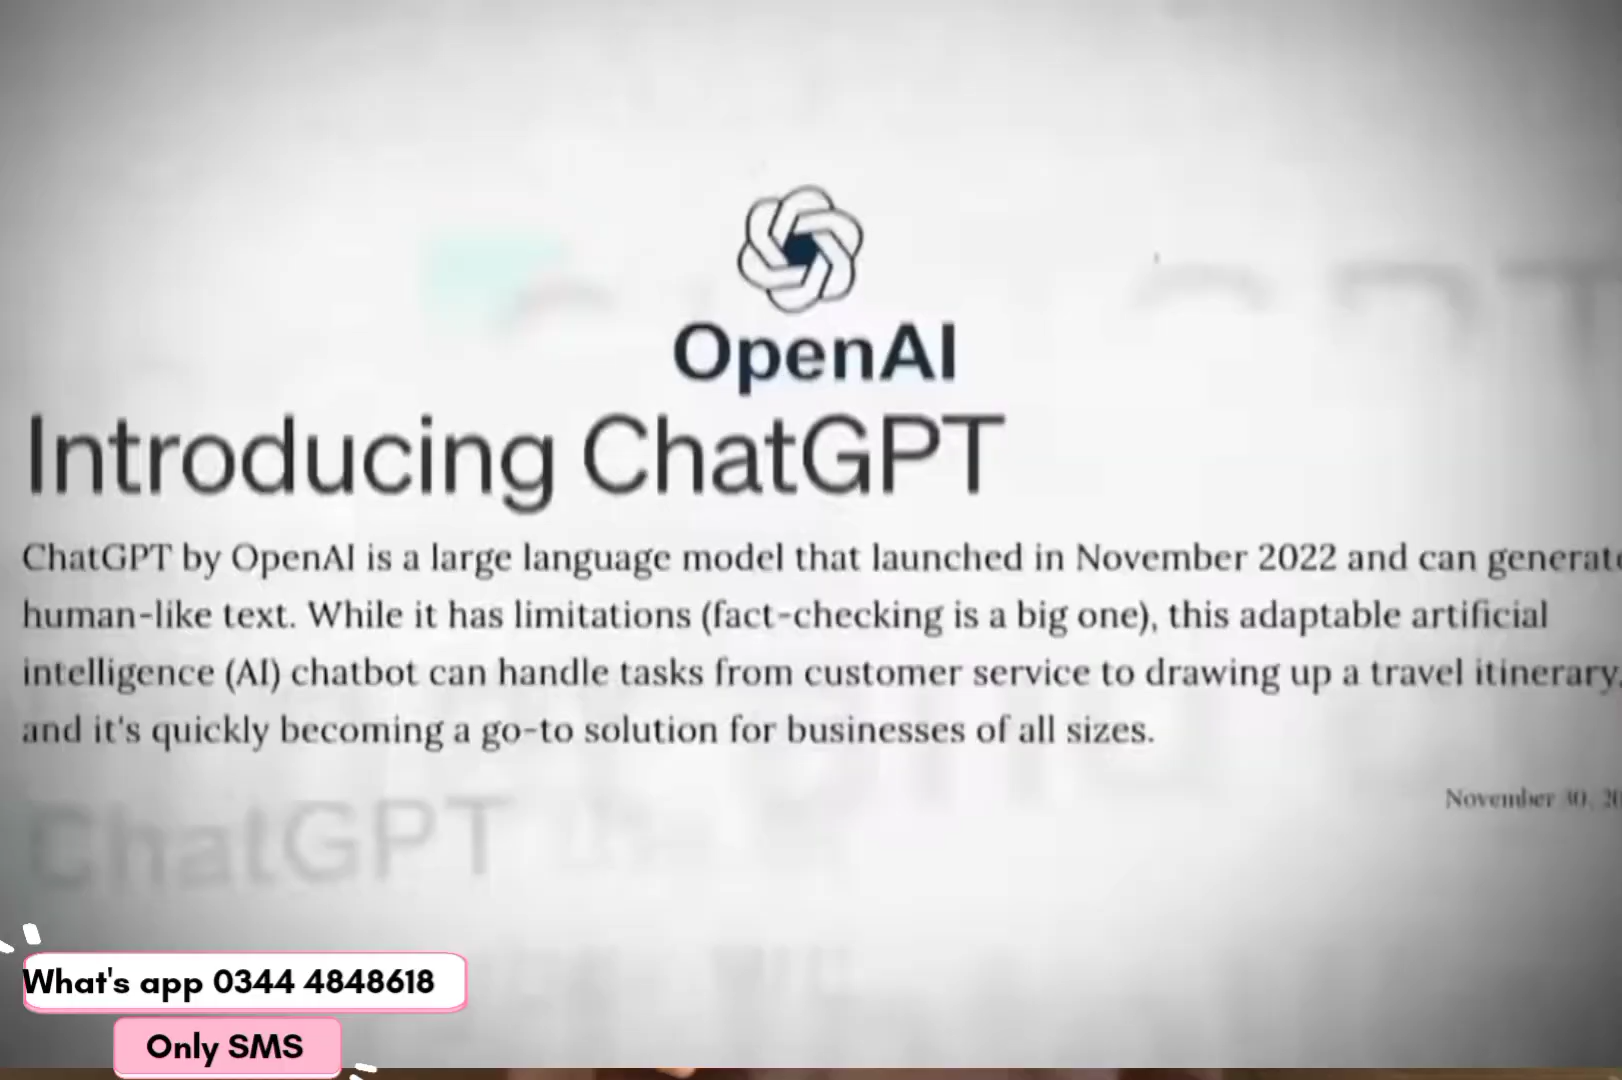 OpenAI
Introducing ChatGPT
ChatGPT by OpenAI is a large language model that launched in November 2022 and can generate
human-like text. While it has limitations (fact-checking is a big one), this adaptable artificial
intelligence (AI) chatbot can handle tasks from customer service to drawing up a travel itinerary,
and it's quickly becoming a go-to solution for businesses of all sizes.
November 30, 20
ChatGPT
What's app 0344 4848618
Only SMS